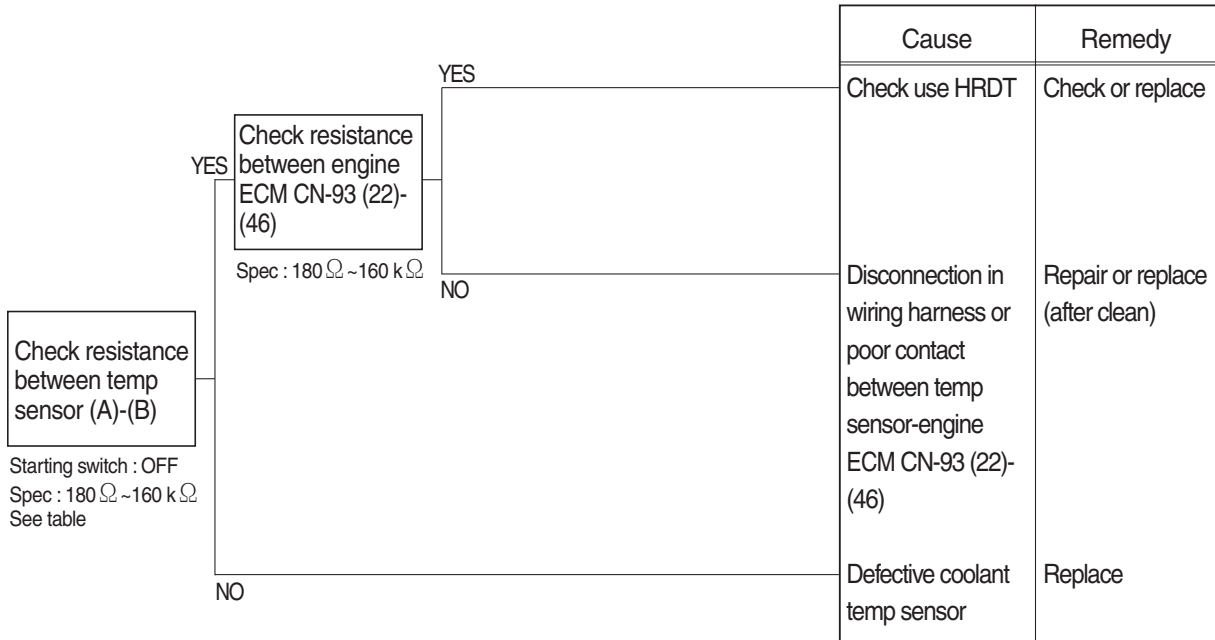 Cause
Remedy
YES
Check use HRDT
Check or replace
Check resistance
between engine
ECM CN-93 (22)-
(46)
YES
Spec : 180 Ω ~160 k Ω
NO
Disconnection in
wiring harness or
poor contact
between temp
sensor-engine
ECM CN-93 (22)-
(46)
Repair or replace
(after clean)
Check resistance
between temp
sensor (A)-(B)
Starting switch : OFF
Spec : 180 Ω ~160 k Ω
See table
NO
Defective coolant
temp sensor
Replace